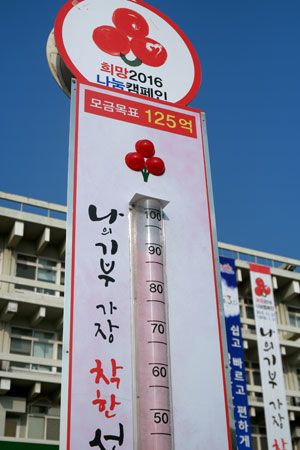 희망2016
나눔캠페인
모금목표 125억
나의 기부 가장 착한
100
90
80
70
60
50
쉽고 빠르고 편하게
나의 기부 가장 착한